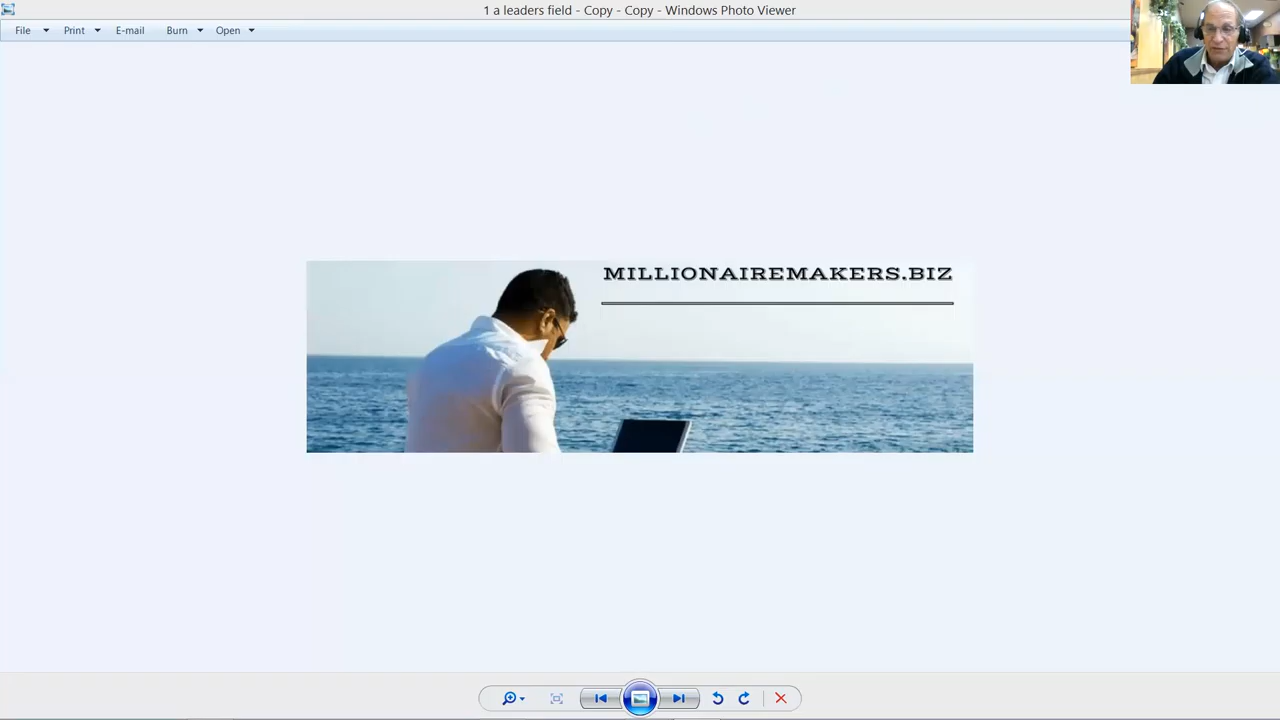 1 a leaders field - Copy - Copy - Windows Photo Viewer
File Print E-mail Burn Open
MILLIONAIREMAKERS.BIZ